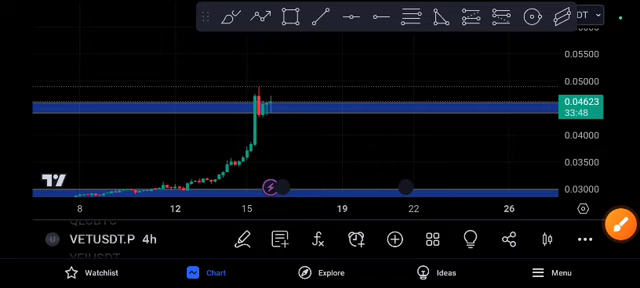 DT
0.05500
0.05000
0.04623
33:48
0.04000
0.03500
0.03000
8 12 15 19 22 26
U VETUSDT.P 4h
Watchlist Chart Explore Ideas Menu